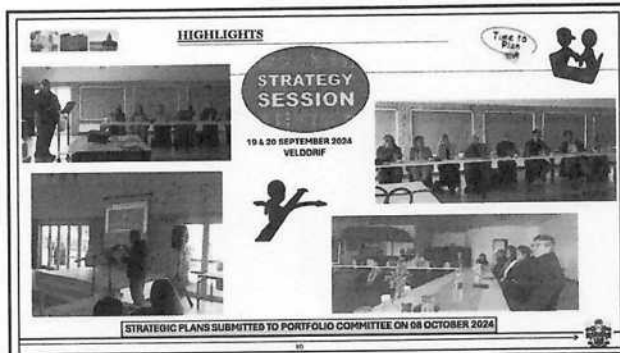 HIGHLIGHTS
Time to
Plan
STRATEGY
SESSION
19 & 20 SEPTEMBER 2024
VELDDRIF
STRATEGIC PLANS SUBMITTED TO PORTFOLIO COMMITTEE ON 08 OCTOBER 2024